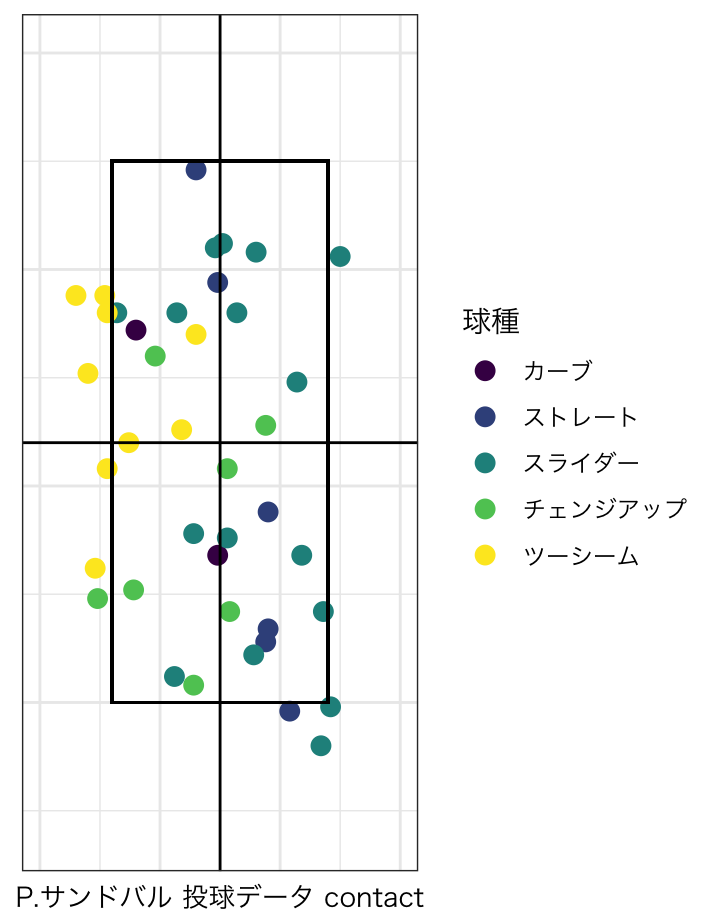 球種
カーブ
ストレート
スライダー
チェンジアップ
ツーシーム
P.サンドバル 投球データ contact